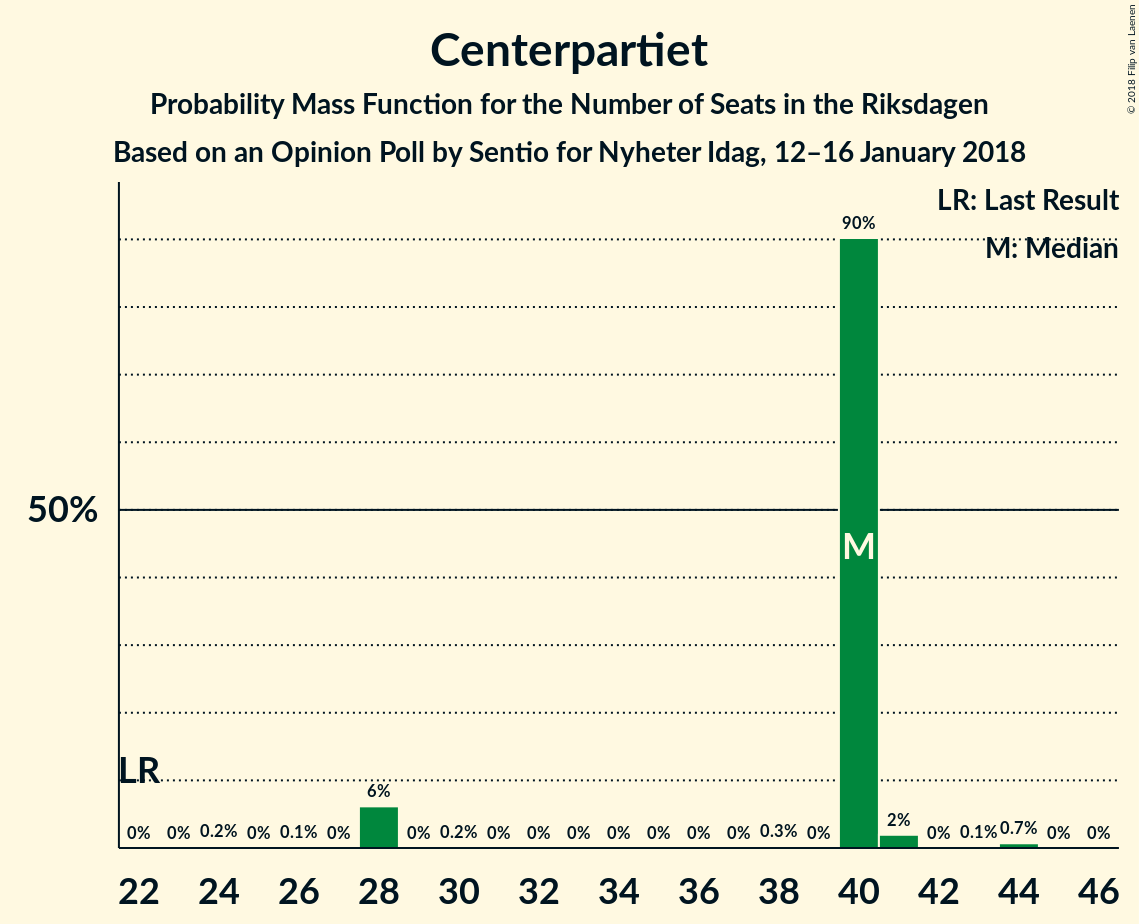 Centerpartiet
Probability Mass Function for the Number of Seats in the Riksdagen
Based on an Opinion Poll by Sentio for Nyheter Idag, 12–16 January 2018
© 2018 Filip van Laenen
LR: Last Result
M: Median
90%
50%
M
LR
6%
0% 0% 0.2% 0% 0.1% 0% 0% 0.2% 0% 0% 0% 0% 0% 0% 0% 0.3% 0% 2% 0% 0.1% 0.7% 0% 0%
22 24 26 28 30 32 34 36 38 40 42 44 46